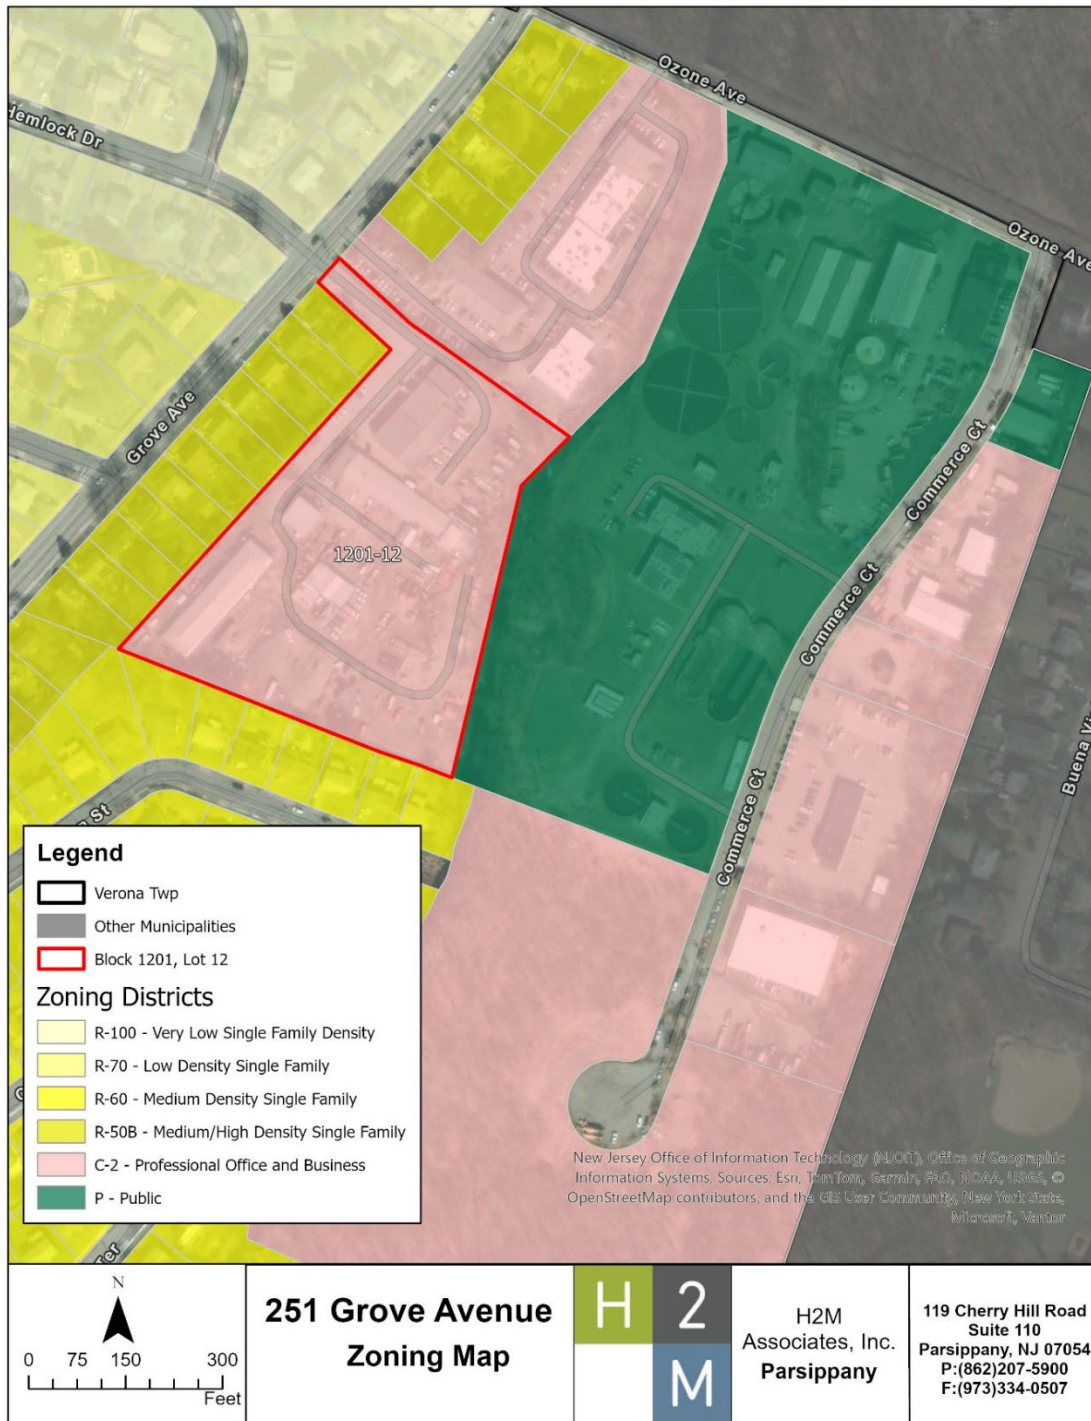 Ozone Ave
Hemlock Dr
Ozone Ave
Grove Ave
Commerce Ct
1201-12
Commerce Ct
Commerce Ct
Legend
Verona Twp
Other Municipalities
Block 1201, Lot 12
Zoning Districts
R-100 - Very Low Single Family Density
R-70 - Low Density Single Family
R-60 - Medium Density Single Family
R-50B - Medium/High Density Single Family
C-2 - Professional Office and Business
P - Public
New Jersey Office of Information Technology (NJOIT), Office of Geographic
Information Systems, Sources: Esri, TomTom, Garmin, FAO, NOAA, USGS, ©
OpenStreetMap contributors, and the GIS User Community, New York State,
Microsoft, Vantor
N
0 75 150 300
Feet
251 Grove Avenue
Zoning Map
H 2
M
H2M
Associates, Inc.
Parsippany
119 Cherry Hill Road
Suite 110
Parsippany, NJ 07054
P:(862)207-5900
F:(973)334-0507